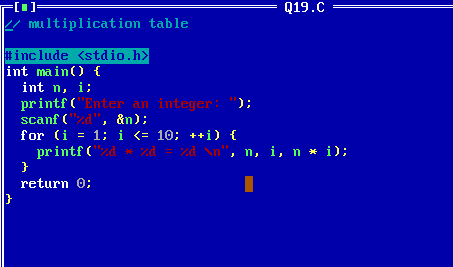 [■] Q19.C
// multiplication table
#include <stdio.h>
int main() {
int n, i;
printf("Enter an integer: ");
scanf("%d", &n);
for (i = 1; i <= 10; ++i) {
printf("%d * %d = %d \n", n, i, n * i);
}
return 0;
}